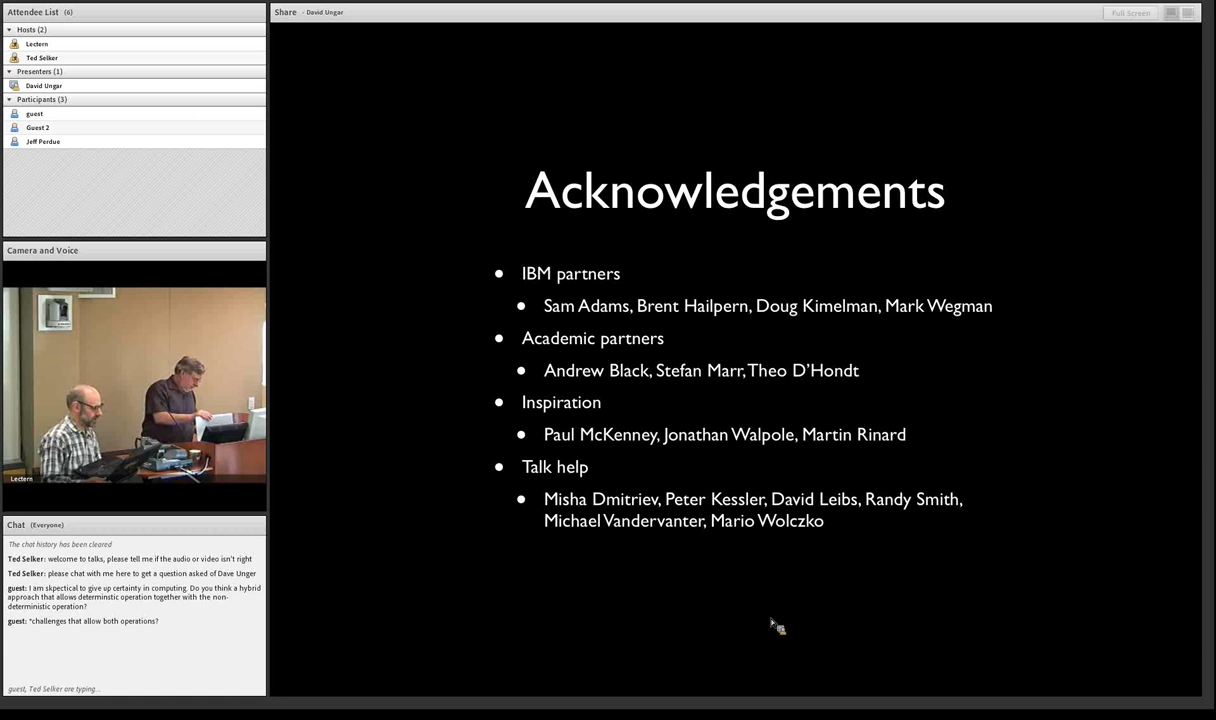 Attendee List (6)
Hosts (2)
Lectern
Ted Selker
Presenters (1)
David Ungar
Participants (3)
guest
Guest 2
Jeff Perdue
Camera and Voice
Lectern
Chat (Everyone)
The chat history has been cleared
Ted Selker: welcome to talks, please tell me if the audio or video isn't right
Ted Selker: please chat with me here to get a question asked of Dave Unger
guest: I am skpectical to give up certainty in computing. Do you think a hybrid
approach that allows determinstic operation together with the non-
deterministic operation?
guest: *challenges that allow both operations?
guest, Ted Selker are typing...
Share - David Ungar
Full Screen
Acknowledgements
• IBM partners
• Sam Adams, Brent Hailpern, Doug Kimelman, Mark Wegman
• Academic partners
• Andrew Black, Stefan Marr, Theo D'Hondt
• Inspiration
• Paul McKenney, Jonathan Walpole, Martin Rinard
• Talk help
• Misha Dmitriev, Peter Kessler, David Leibs, Randy Smith,
Michael Vandervanter, Mario Wolczko